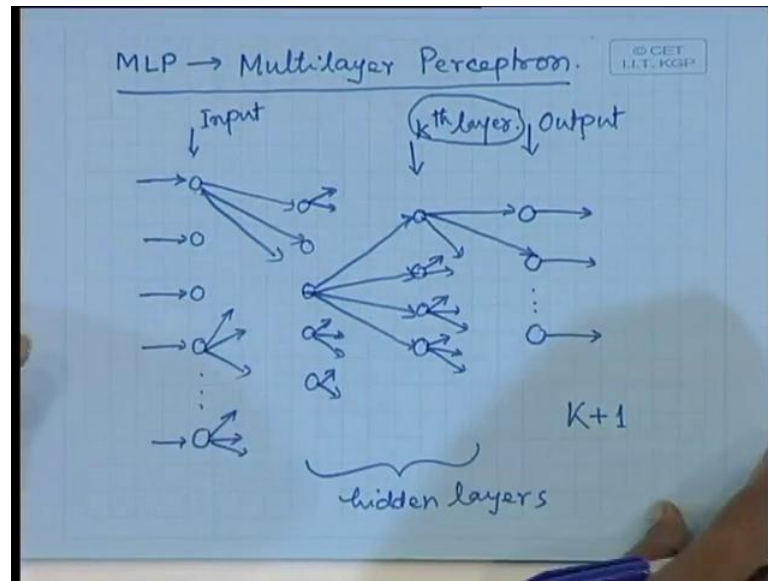 MLP → Multilayer Perceptron.
© CET
I.I.T. KGP
Input
Kth layer.
Output
K+1
hidden layers